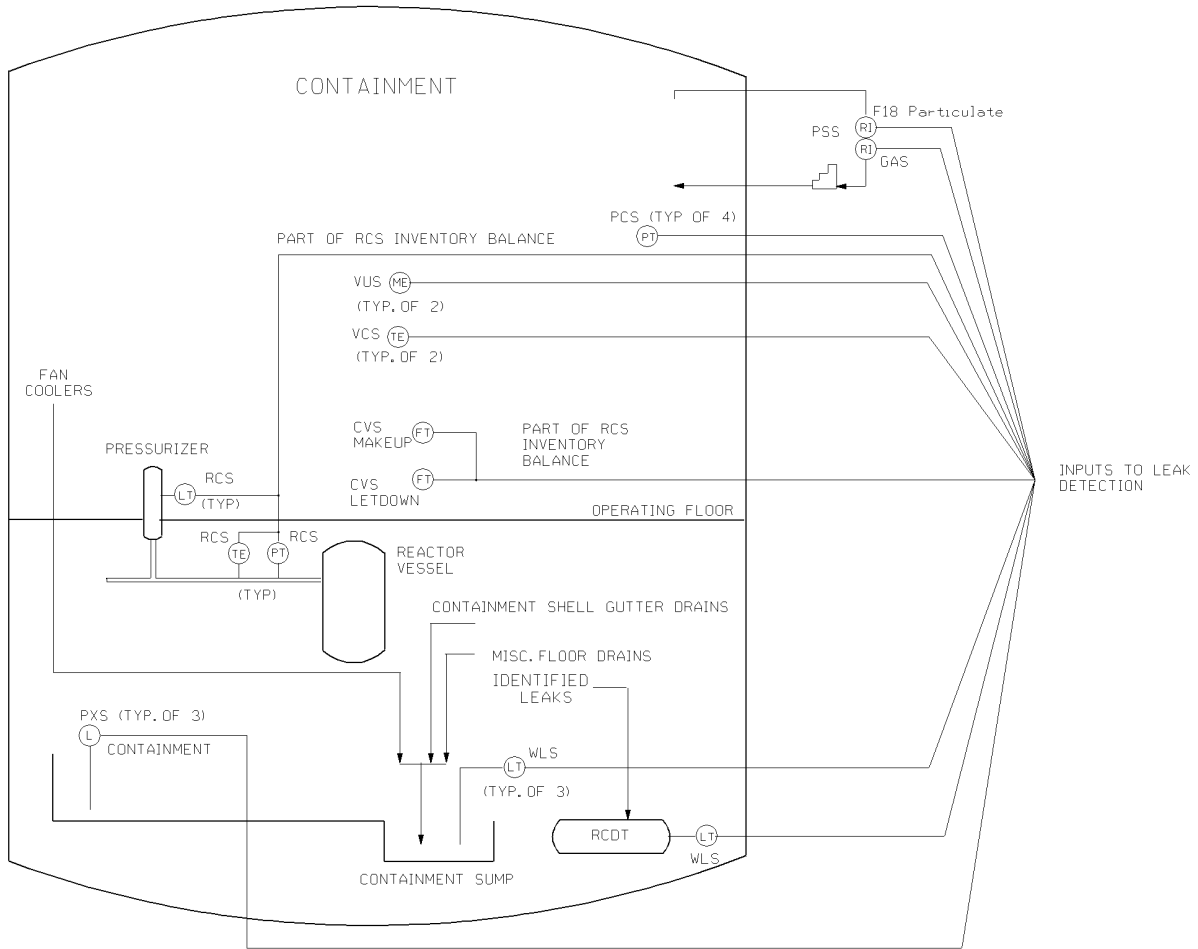 CONTAINMENT
F18 Particulate
PSS
RI
RI
GAS
PCS (TYP OF 4)
PT
PART OF RCS INVENTORY BALANCE
VUS ME
(TYP. OF 2)
VCS TE
(TYP. OF 2)
FAN
COOLERS
CVS
MAKEUP
FT
PART OF RCS
INVENTORY
BALANCE
PRESSURIZER
RCS
LT
(TYP)
CVS
LETDOWN
FT
INPUTS TO LEAK
DETECTION
OPERATING FLOOR
RCS
RCS
TE
PT
(TYP)
REACTOR
VESSEL
CONTAINMENT SHELL GUTTER DRAINS
MISC. FLOOR DRAINS
IDENTIFIED
LEAKS
PXS (TYP. OF 3)
L
CONTAINMENT
WLS
LT
(TYP. OF 3)
RCDT
LT
WLS
CONTAINMENT SUMP